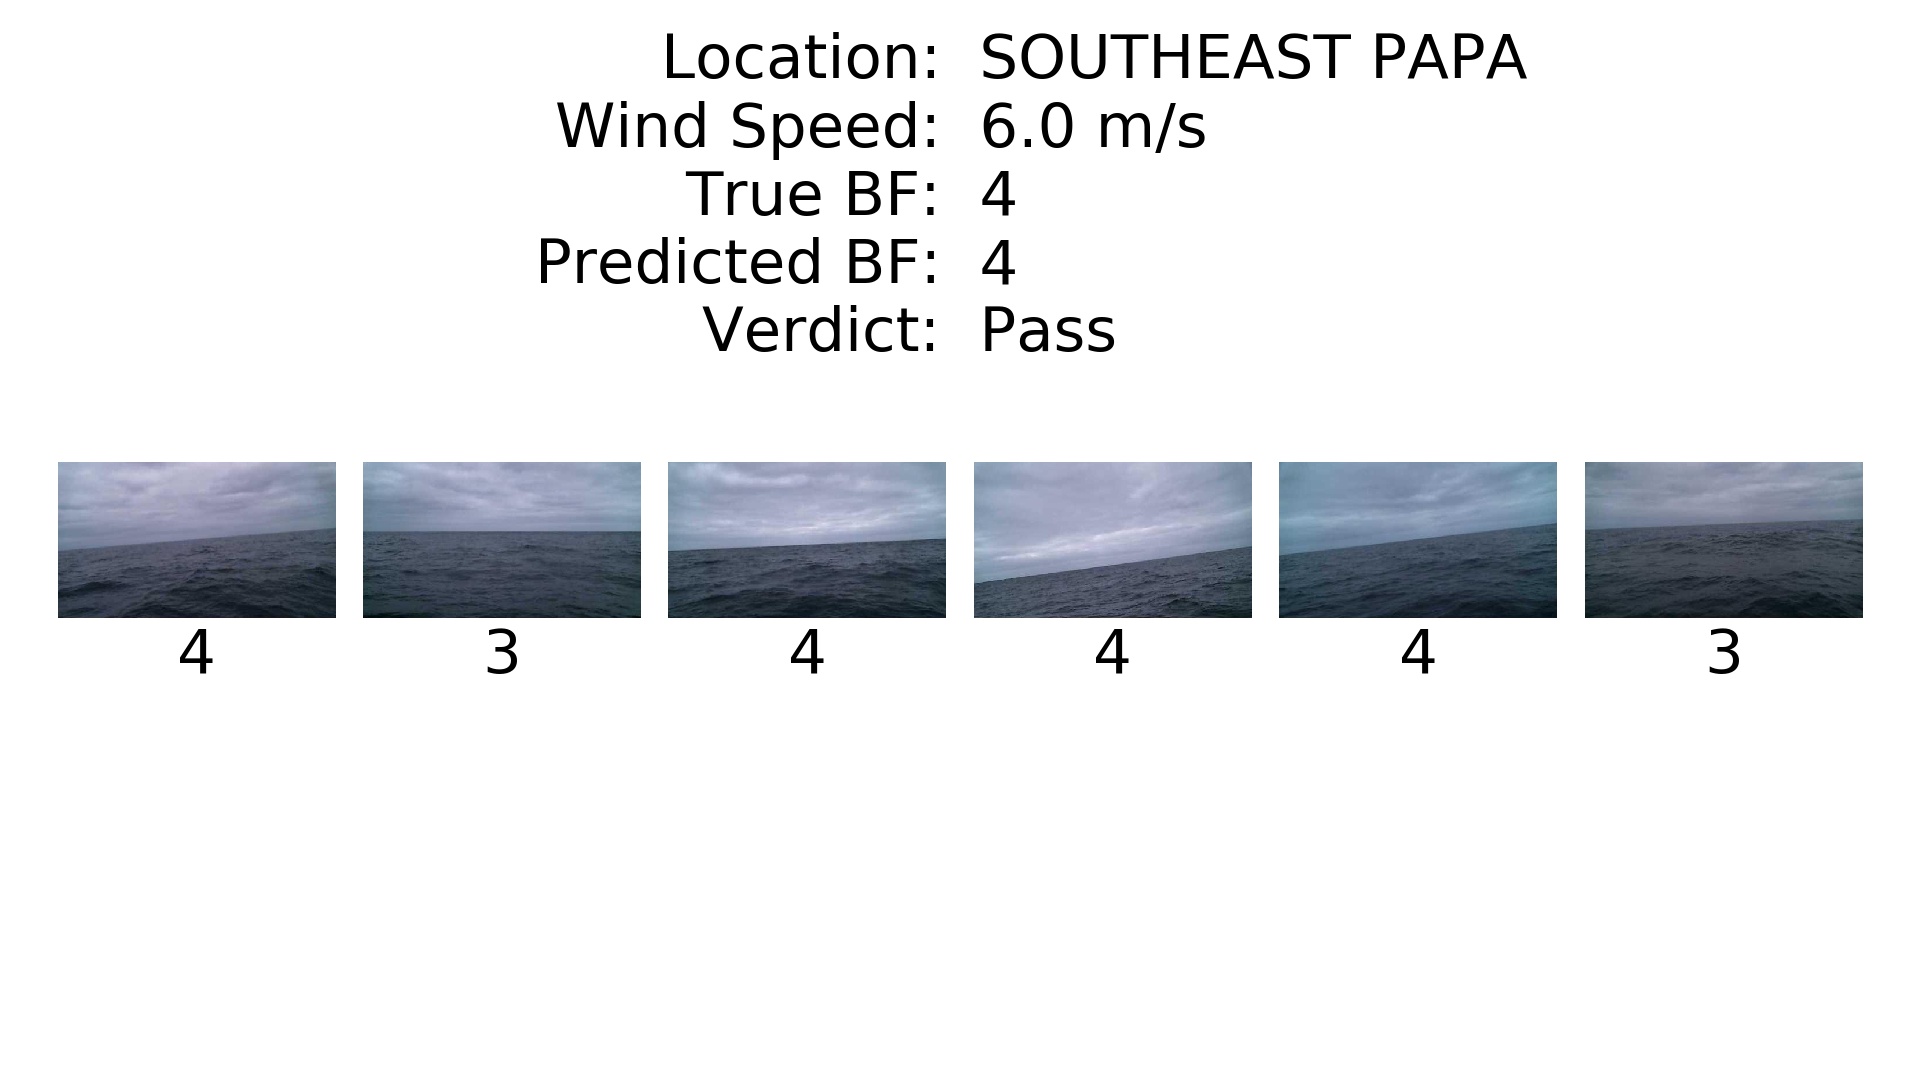 Location: SOUTHEAST PAPA
Wind Speed: 6.0 m/s
True BF: 4
Predicted BF: 4
Verdict: Pass
4 3 4 4 4 3